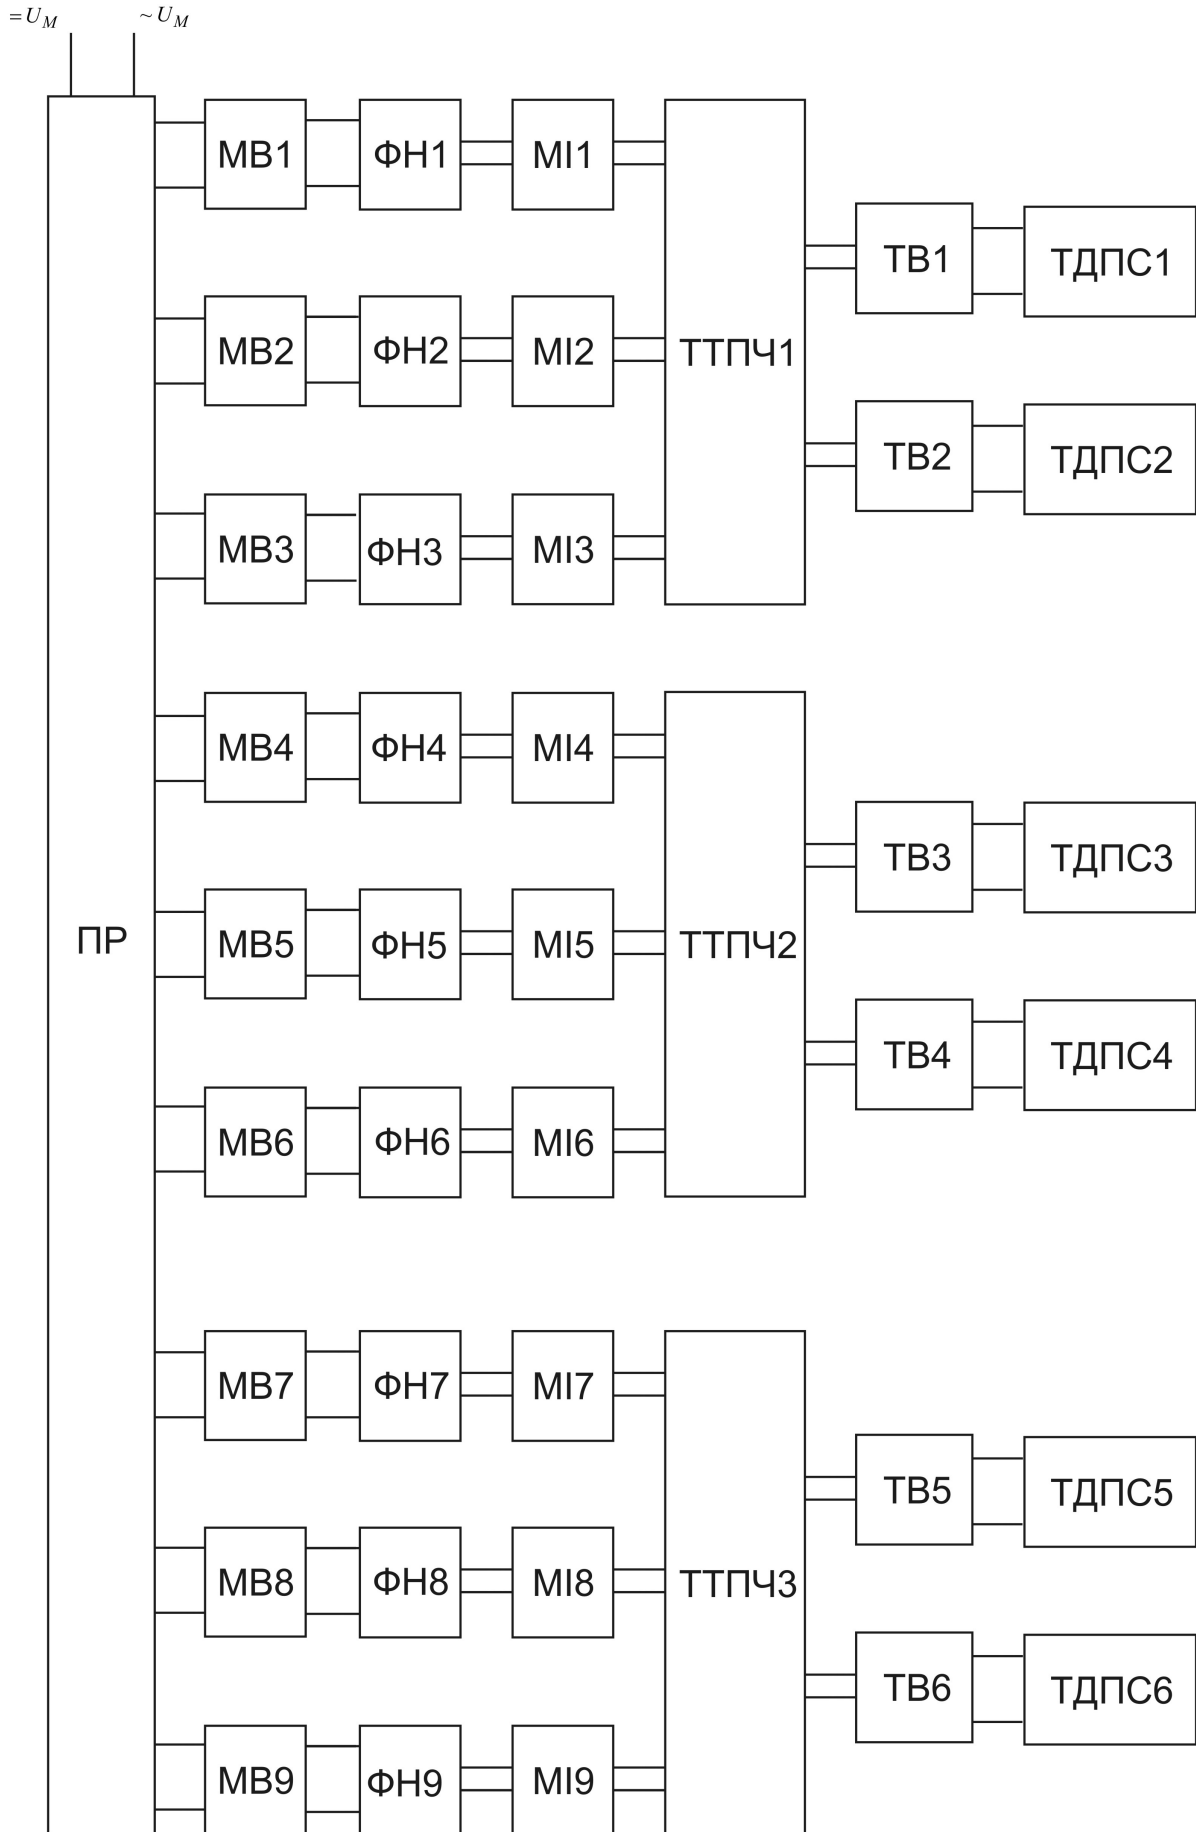 =U_M ~U_M
МВ1 ФН1 МІ1
ТВ1 ТДПС1
МВ2 ФН2 МІ2 ТТПЧ1
ТВ2 ТДПС2
МВ3 ФН3 МІ3
МВ4 ФН4 МІ4
ТВ3 ТДПС3
ПР МВ5 ФН5 МІ5 ТТПЧ2
ТВ4 ТДПС4
МВ6 ФН6 МІ6
МВ7 ФН7 МІ7
ТВ5 ТДПС5
МВ8 ФН8 МІ8 ТТПЧ3
ТВ6 ТДПС6
МВ9 ФН9 МІ9